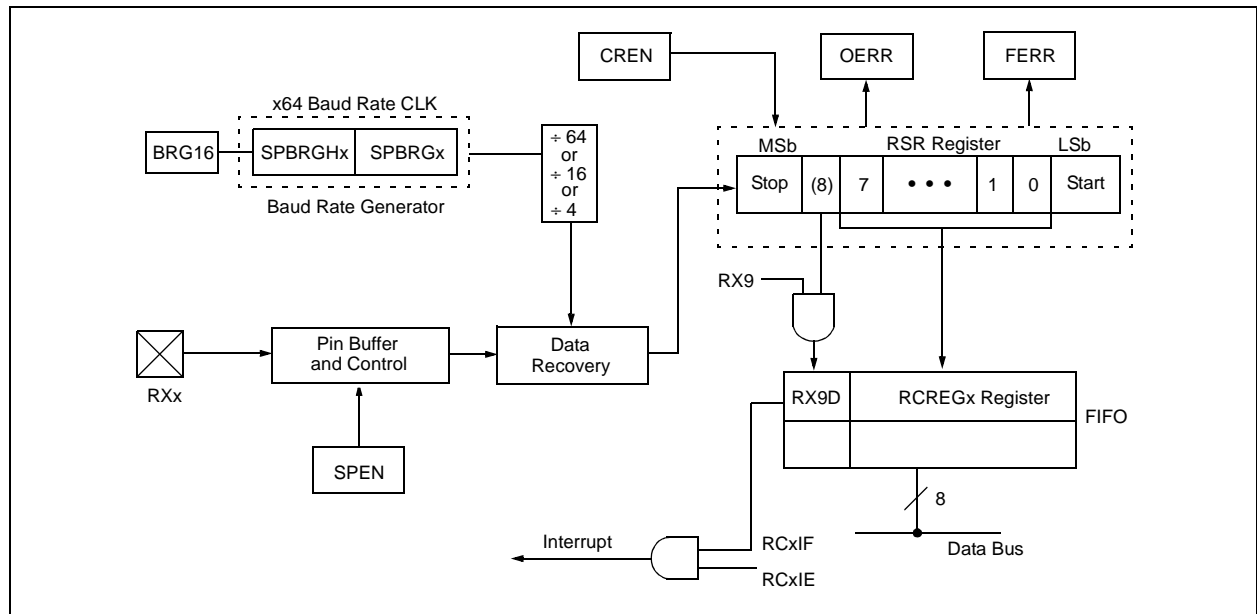 CREN
OERR
FERR
x64 Baud Rate CLK
BRG16
SPBRGHx
SPBRGx
Baud Rate Generator
÷ 64
or
÷ 16
or
÷ 4
MSb
RSR Register
LSb
Stop
(8)
7
• • •
1
0
Start
RX9
Pin Buffer
and Control
Data
Recovery
RXx
SPEN
RX9D
RCREGx Register
FIFO
8
Data Bus
Interrupt
RCxIF
RCxIE